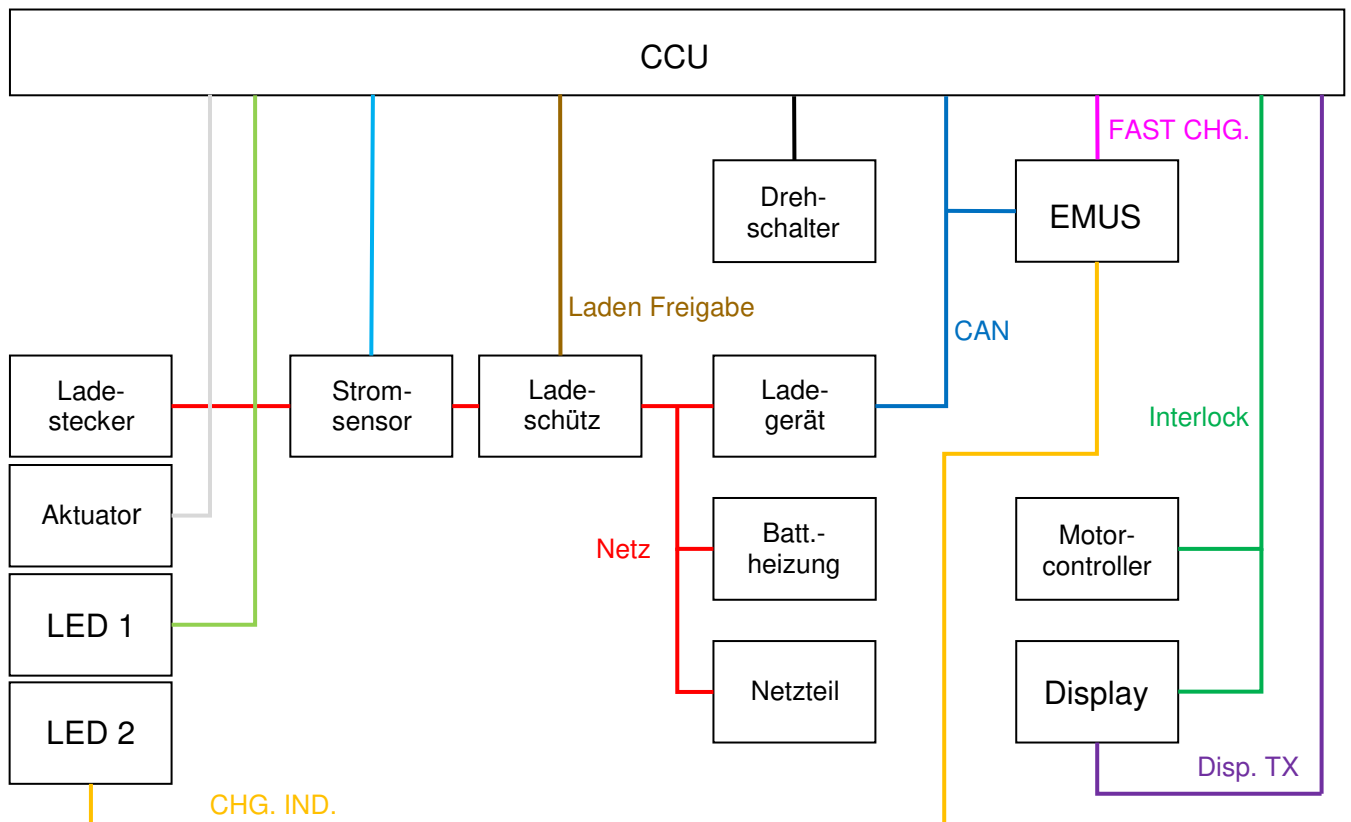 CCU
FAST CHG.
Dreh-
schalter
EMUS
Laden Freigabe
CAN
Lade-
stecker
Strom-
sensor
Lade-
schütz
Lade-
gerät
Interlock
Aktuator
Netz
Batt.-
heizung
Motor-
controller
LED 1
Netzteil
Display
LED 2
Disp. TX
CHG. IND.